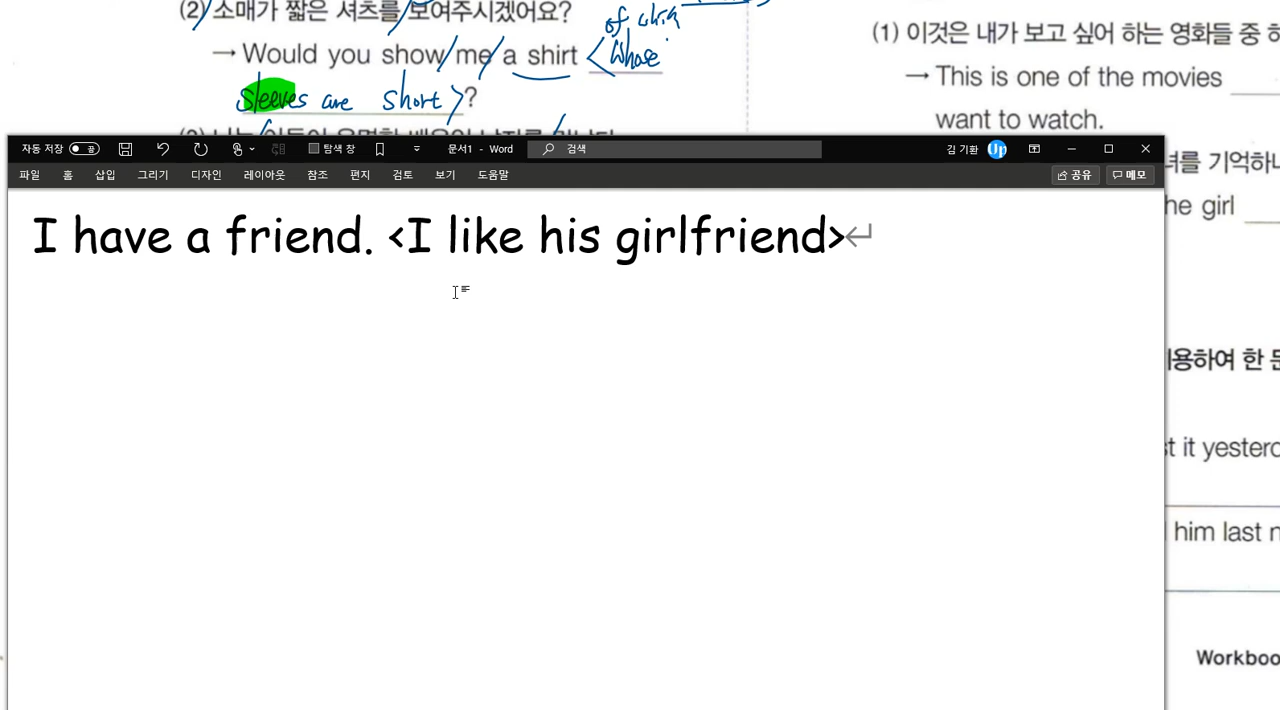 (2) 소매가 짧은 셔츠를 보여주시겠어요?
of
→ Would you show me a shirt <whose
sleeves are short>?
(1) 이것은 내가 보고 싶어 하는 영화들 중 하
→ This is one of the movies
want to watch.
자동 저장 끔 탐색 창 문서1 - Word 검색 김 기환 Up
파일 홈 삽입 그리기 디자인 레이아웃 참조 편지 검토 보기 도움말 공유 메모
I have a friend. <I like his girlfriend>↵
녀를 기억하니
he girl
용하여 한 문
st it yesterd
him last n
Workboo